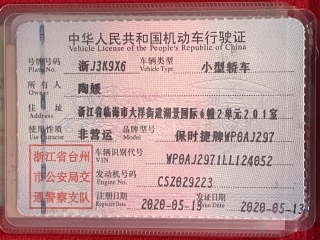 中华人民共和国机动车行驶证
Vehicle License of the People's Republic of China
号牌号码 浙J3K9X6 车辆类型 小型轿车
Plate No. Vehicle Type
所有人 陶媛
Owner
住址 浙江省临海市大洋街道湖景国际6幢2单元201室
Address
使用性质 非营运 品牌型号 保时捷牌WP0AJ297
Use Character Model
浙江省台州
市公安局交
通警察支队
车辆识别代号 WP0AJ2971LL124052
VIN
发动机号码 CSZ029223
Engine No.
注册日期 2020-05-13 发证日期 2020-05-13
Register Date Issue Date